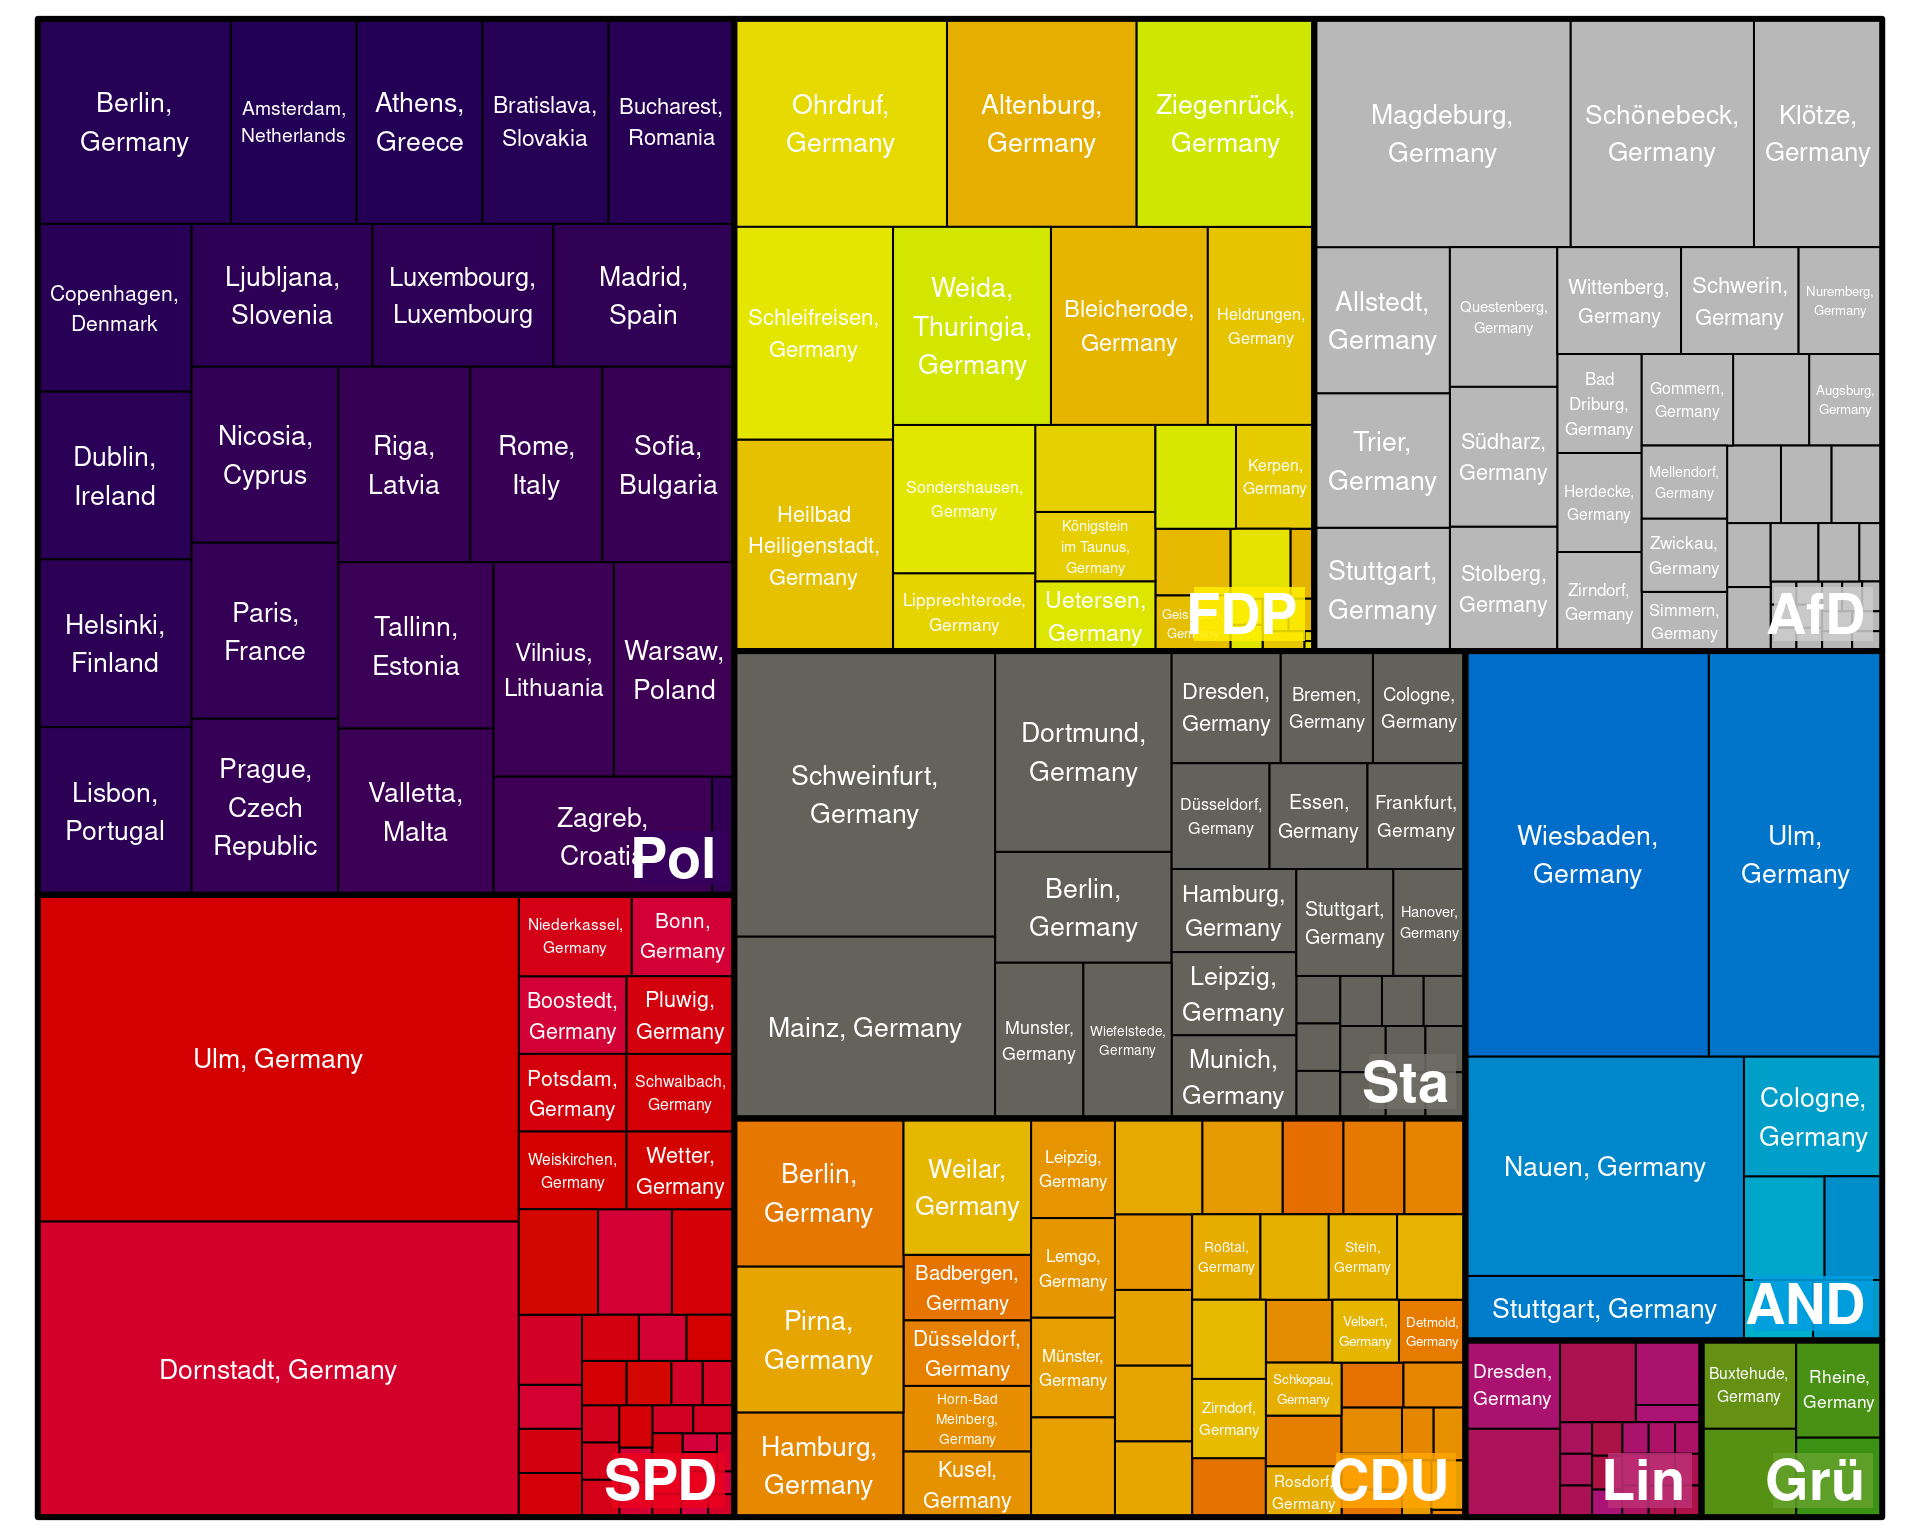 Berlin,
Germany
Amsterdam,
Netherlands
Athens,
Greece
Bratislava,
Slovakia
Bucharest,
Romania
Copenhagen,
Denmark
Ljubljana,
Slovenia
Luxembourg,
Luxembourg
Madrid,
Spain
Dublin,
Ireland
Nicosia,
Cyprus
Riga,
Latvia
Rome,
Italy
Sofia,
Bulgaria
Helsinki,
Finland
Paris,
France
Tallinn,
Estonia
Vilnius,
Lithuania
Warsaw,
Poland
Lisbon,
Portugal
Prague,
Czech
Republic
Valletta,
Malta
Zagreb,
Croatia
Pol
Ohrdruf,
Germany
Altenburg,
Germany
Ziegenrück,
Germany
Schleifreisen,
Germany
Weida,
Thuringia,
Germany
Bleicherode,
Germany
Heldrungen,
Germany
Heilbad
Heiligenstadt,
Germany
Sondershausen,
Germany
Königstein
im Taunus,
Germany
Kerpen,
Germany
Lipprechterode,
Germany
Uetersen,
Germany
Geis
Germany
FDP
Magdeburg,
Germany
Schönebeck,
Germany
Klötze,
Germany
Allstedt,
Germany
Questenberg,
Germany
Wittenberg,
Germany
Schwerin,
Germany
Nuremberg,
Germany
Bad
Driburg,
Germany
Gommern,
Germany
Augsburg,
Germany
Trier,
Germany
Südharz,
Germany
Herdecke,
Germany
Mellendorf,
Germany
Zwickau,
Germany
Stuttgart,
Germany
Stolberg,
Germany
Zirndorf,
Germany
Simmern,
Germany
AfD
Schweinfurt,
Germany
Dortmund,
Germany
Dresden,
Germany
Bremen,
Germany
Cologne,
Germany
Düsseldorf,
Germany
Essen,
Germany
Frankfurt,
Germany
Berlin,
Germany
Hamburg,
Germany
Stuttgart,
Germany
Hanover,
Germany
Mainz, Germany
Munster,
Germany
Wiefelstede,
Germany
Leipzig,
Germany
Munich,
Germany
Sta
Wiesbaden,
Germany
Ulm,
Germany
Nauen, Germany
Cologne,
Germany
Stuttgart, Germany
AND
Ulm, Germany
Niederkassel,
Germany
Bonn,
Germany
Boostedt,
Germany
Pluwig,
Germany
Potsdam,
Germany
Schwalbach,
Germany
Weiskirchen,
Germany
Wetter,
Germany
Dornstadt, Germany
SPD
Berlin,
Germany
Weilar,
Germany
Leipzig,
Germany
Pirna,
Germany
Badbergen,
Germany
Lemgo,
Germany
Roßtal,
Germany
Stein,
Germany
Düsseldorf,
Germany
Münster,
Germany
Velbert,
Germany
Detmold,
Germany
Horn-Bad
Meinberg,
Germany
Schkopau,
Germany
Zirndorf,
Germany
Hamburg,
Germany
Kusel,
Germany
Rosdorf,
Germany
CDU
Dresden,
Germany
Lin
Buxtehude,
Germany
Rheine,
Germany
Grü